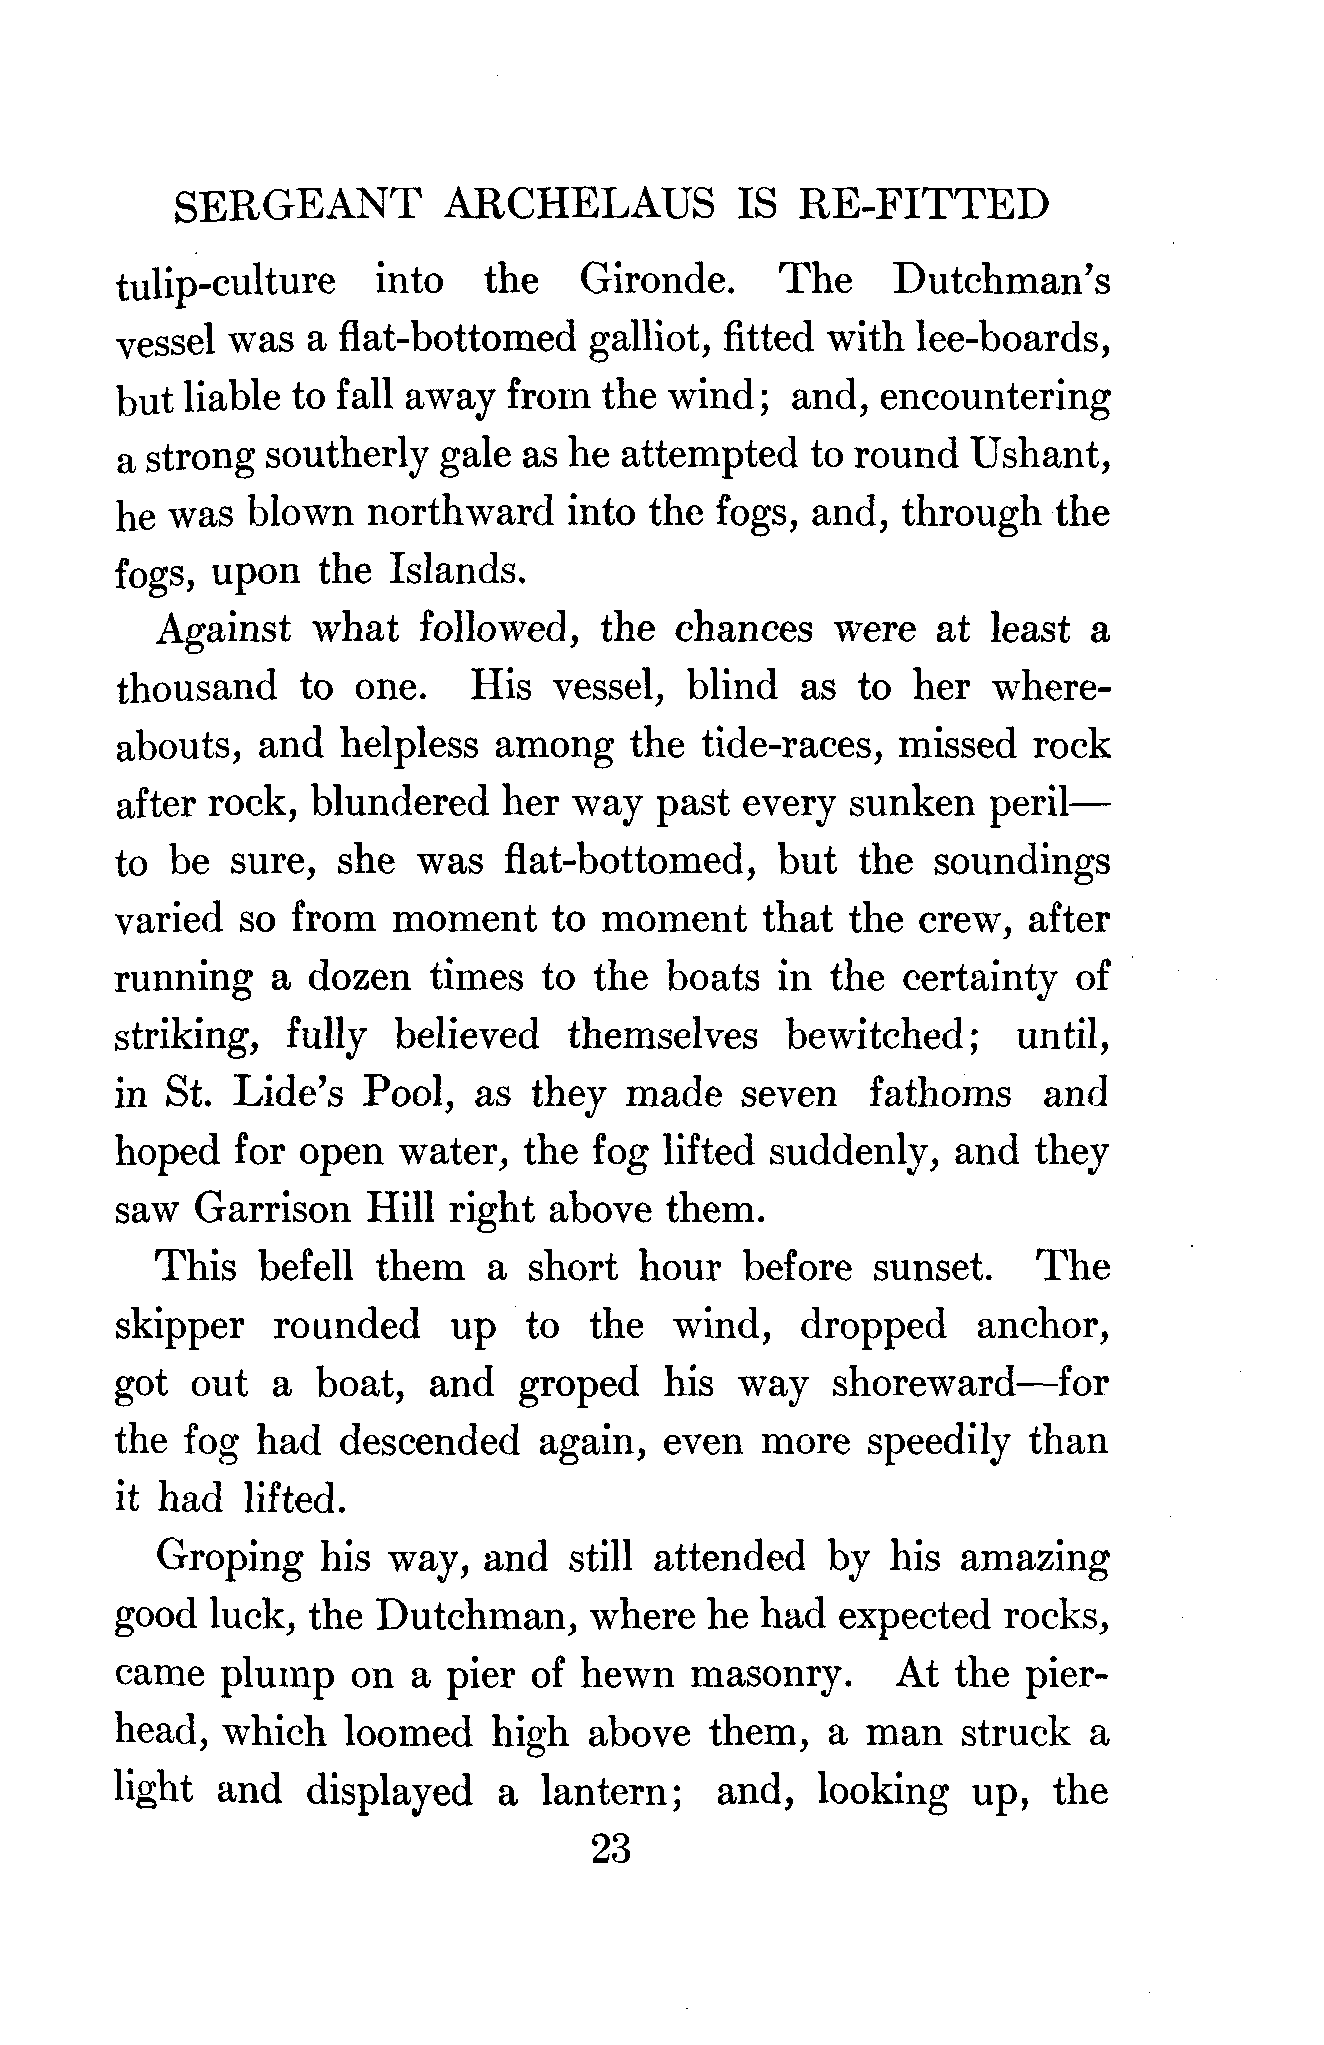 SERGEANT ARCHELAUS IS RE-FITTED
tulip-culture into the Gironde. The Dutchman's
vessel was a flat-bottomed galliot, fitted with lee-boards,
but liable to fall away from the wind; and, encountering
a strong southerly gale as he attempted to round Ushant,
he was blown northward into the fogs, and, through the
fogs, upon the Islands.
Against what followed, the chances were at least a
thousand to one. His vessel, blind as to her where-
abouts, and helpless among the tide-races, missed rock
after rock, blundered her way past every sunken peril—
to be sure, she was flat-bottomed, but the soundings
varied so from moment to moment that the crew, after
running a dozen times to the boats in the certainty of
striking, fully believed themselves bewitched; until,
in St. Lide's Pool, as they made seven fathoms and
hoped for open water, the fog lifted suddenly, and they
saw Garrison Hill right above them.
This befell them a short hour before sunset. The
skipper rounded up to the wind, dropped anchor,
got out a boat, and groped his way shoreward—for
the fog had descended again, even more speedily than
it had lifted.
Groping his way, and still attended by his amazing
good luck, the Dutchman, where he had expected rocks,
came plump on a pier of hewn masonry. At the pier-
head, which loomed high above them, a man struck a
light and displayed a lantern; and, looking up, the
23